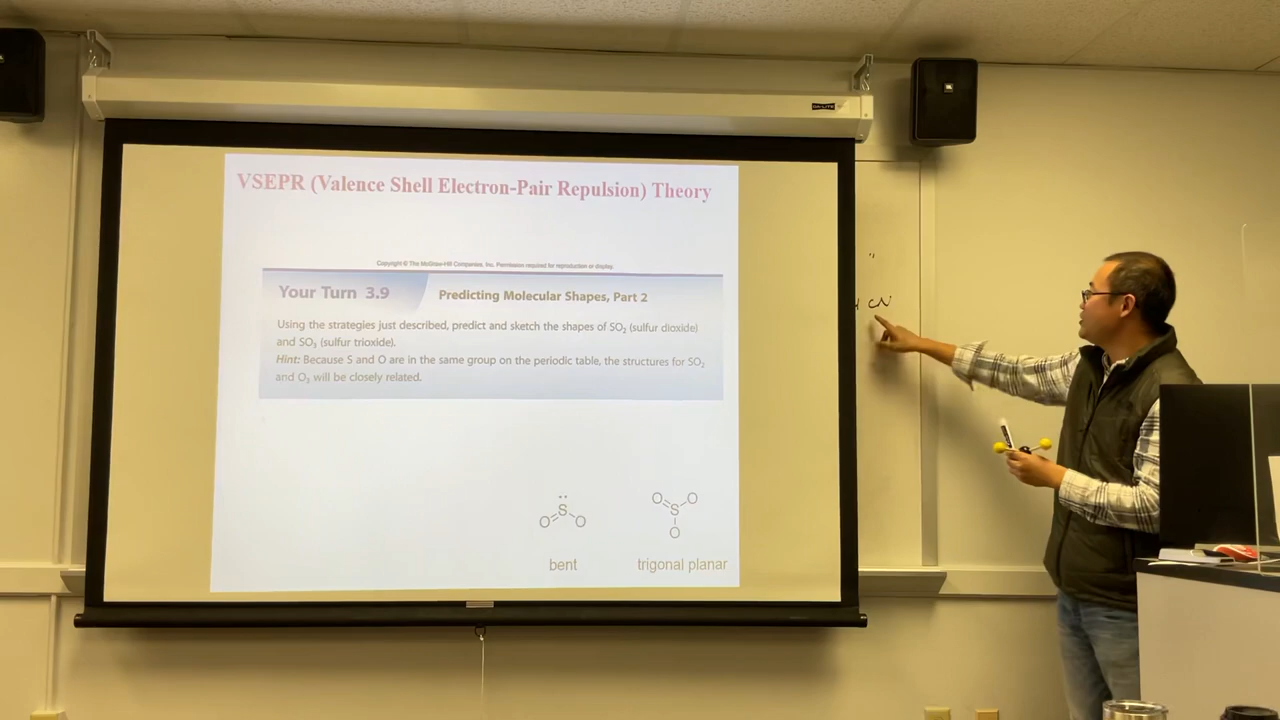 DA-LITE
VSEPR (Valence Shell Electron-Pair Repulsion) Theory
Copyright © The McGraw-Hill Companies, Inc. Permission required for reproduction or display.
Your Turn 3.9
Predicting Molecular Shapes, Part 2
Using the strategies just described, predict and sketch the shapes of SO₂ (sulfur dioxide)
and SO₃ (sulfur trioxide).
Hint: Because S and O are in the same group on the periodic table, the structures for SO₂
and O₃ will be closely related.
S
O O
O O
S
O
bent
trigonal planar
CN